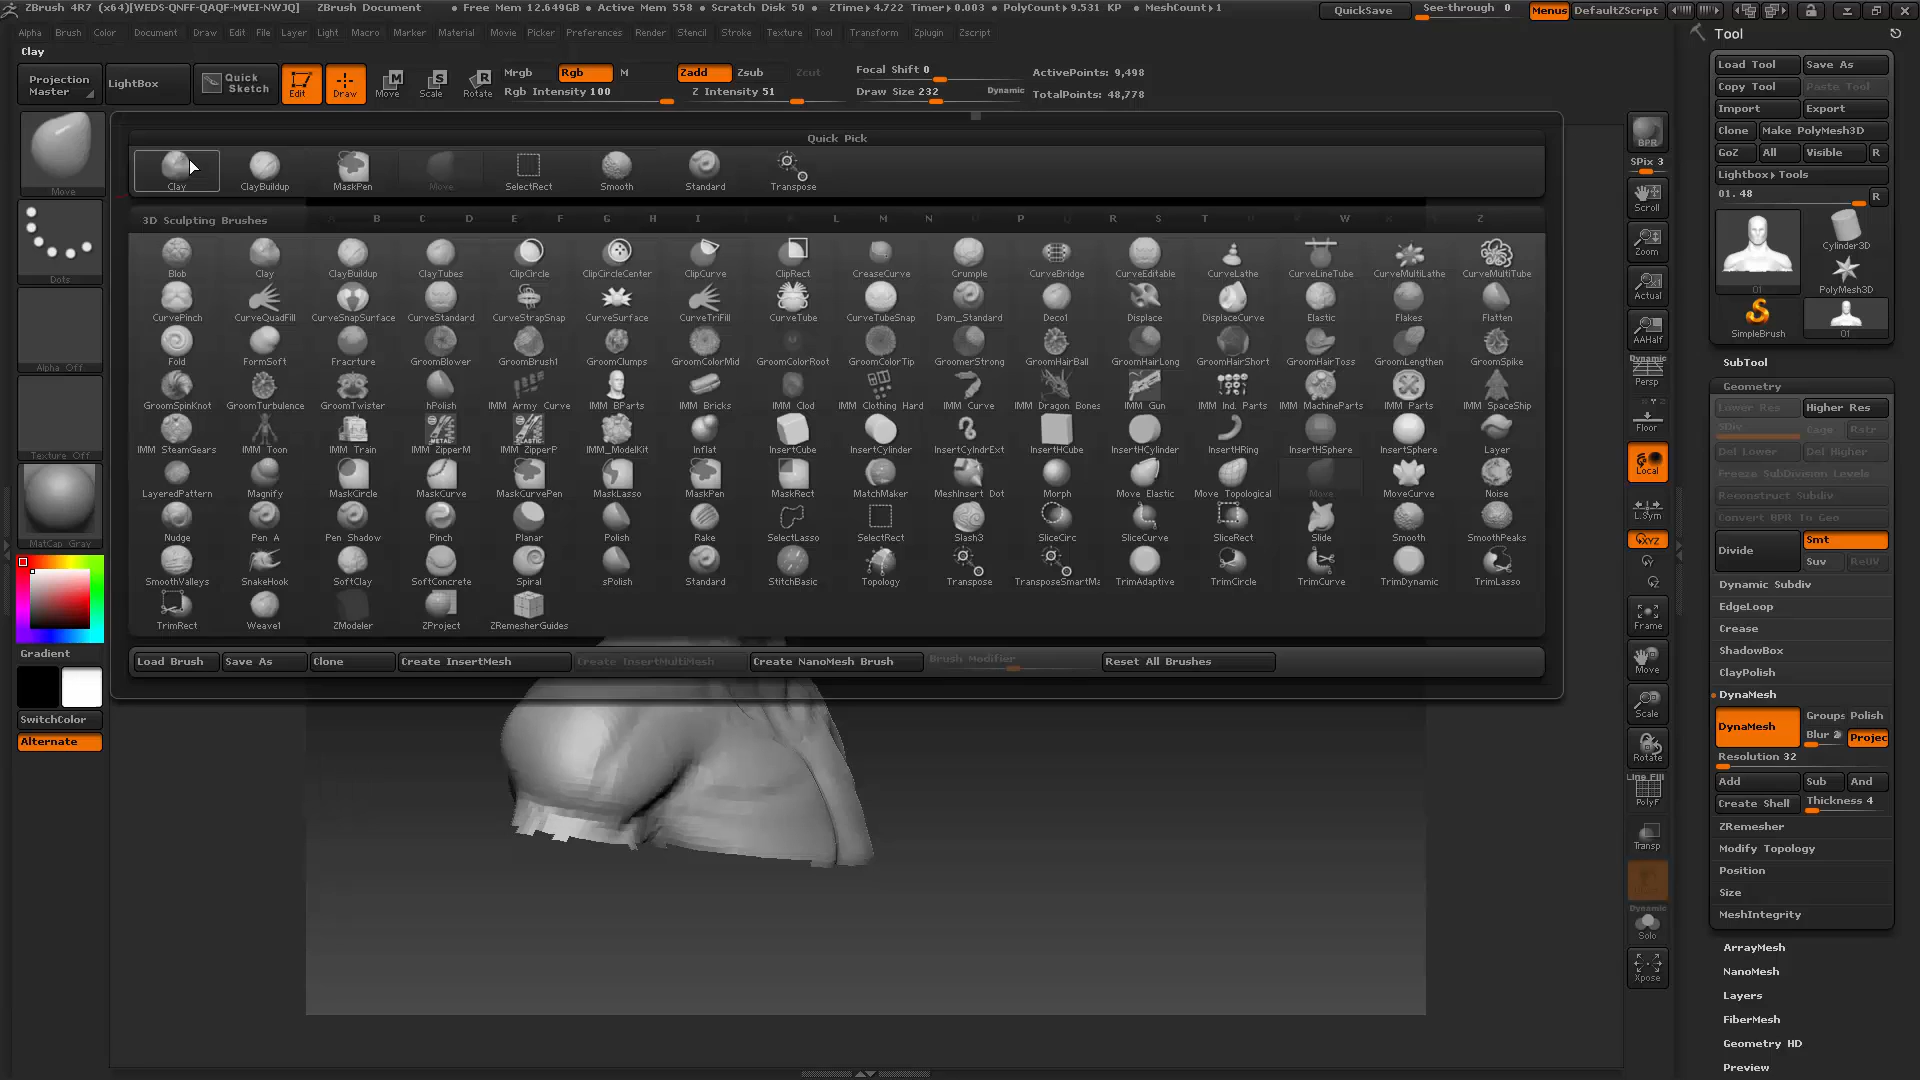 ZBrush 4R7 (x64)[WEDS-QNFF-QAQF-MVEI-NWJQ] ZBrush Document • Free Mem 12.649GB • Active Mem 558 • Scratch Disk 50 • ZTime▸4.722 Timer▸0.003 • PolyCount▸9.531 KP • MeshCount▸1 QuickSave See-through 0 Menus DefaultZScript
Alpha Brush Color Document Draw Edit File Layer Light Macro Marker Material Movie Picker Preferences Render Stencil Stroke Texture Tool Transform Zplugin Zscript
Clay
Projection Master LightBox Quick Sketch Edit Draw Move Scale Rotate
Mrgb Rgb M Zadd Zsub Zcut Focal Shift 0 ActivePoints: 9,498
Rgb Intensity 100 Z Intensity 51 Draw Size 232 Dynamic TotalPoints: 48,778
Move
Dots
Alpha Off
Texture Off
MatCap Gray
Gradient
SwitchColor
Alternate
Quick Pick
Clay ClayBuildup MaskPen Move SelectRect Smooth Standard Transpose
3D Sculpting Brushes B C D E F G H I L M N P R S T W Z
Blob Clay ClayBuildup ClayTubes ClipCircle ClipCircleCenter ClipCurve ClipRect CreaseCurve Crumple CurveBridge CurveEditable CurveLathe CurveLineTube CurveMultiLathe CurveMultiTube
CurvePinch CurveQuadFill CurveSnapSurface CurveStandard CurveStrapSnap CurveSurface CurveTriFill CurveTube CurveTubeSnap Dam_Standard Deco1 Displace DisplaceCurve Elastic Flakes Flatten
Fold FormSoft Fracrture GroomBlower GroomBrush1 GroomClumps GroomColorMid GroomColorRoot GroomColorTip GroomerStrong GroomHairBall GroomHairLong GroomHairShort GroomHairToss GroomLengthen GroomSpike
GroomSpinKnot GroomTurbulence GroomTwister hPolish IMM Army Curve IMM BParts IMM Bricks IMM Clod IMM Clothing Hard IMM Curve IMM Dragon Bones IMM Gun IMM Ind. Parts IMM MachineParts IMM Parts IMM SpaceShip
IMM SteamGears IMM Toon IMM Train IMM ZipperM IMM ZipperP IMM_ModelKit Inflat InsertCube InsertCylinder InsertCylndrExt InsertHCube InsertHCylinder InsertHRing InsertHSphere InsertSphere Layer
LayeredPattern Magnify MaskCircle MaskCurve MaskCurvePen MaskLasso MaskPen MaskRect MatchMaker MeshInsert Dot Morph Move Elastic Move Topological Move MoveCurve Noise
Nudge Pen A Pen Shadow Pinch Planar Polish Rake SelectLasso SelectRect Slash3 SliceCirc SliceCurve SliceRect Slide Smooth SmoothPeaks
SmoothValleys SnakeHook SoftClay SoftConcrete Spiral sPolish Standard StitchBasic Topology Transpose TransposeSmartMa TrimAdaptive TrimCircle TrimCurve TrimDynamic TrimLasso
TrimRect Weave1 ZModeler ZProject ZRemesherGuides
Load Brush Save As Clone Create InsertMesh Create InsertMultiMesh Create NanoMesh Brush Brush Modifier Reset All Brushes
BPR
SPix 3
Scroll
Zoom
Actual
AAHalf
Dynamic
Persp
Floor
Local
L.Sym
XYZ
Frame
Move
Scale
Rotate
Line Fill
PolyF
Transp
Dynamic
Solo
Xpose
Tool
Load Tool Save As
Copy Tool Paste Tool
Import Export
Clone Make PolyMesh3D
GoZ All Visible R
Lightbox▸Tools
01. 48 R
01 Cylinder3D
PolyMesh3D
SimpleBrush 01
SubTool
Geometry
Lower Res Higher Res
SDiv Cage Rstr
Del Lower Del Higher
Freeze SubDivision Levels
Reconstruct Subdiv
Convert BPR To Geo
Divide Smt
Suv ReUV
Dynamic Subdiv
EdgeLoop
Crease
ShadowBox
ClayPolish
DynaMesh
DynaMesh Groups Polish
Blur 2 Projec
Resolution 32
Add Sub And
Create Shell Thickness 4
ZRemesher
Modify Topology
Position
Size
MeshIntegrity
ArrayMesh
NanoMesh
Layers
FiberMesh
Geometry HD
Preview